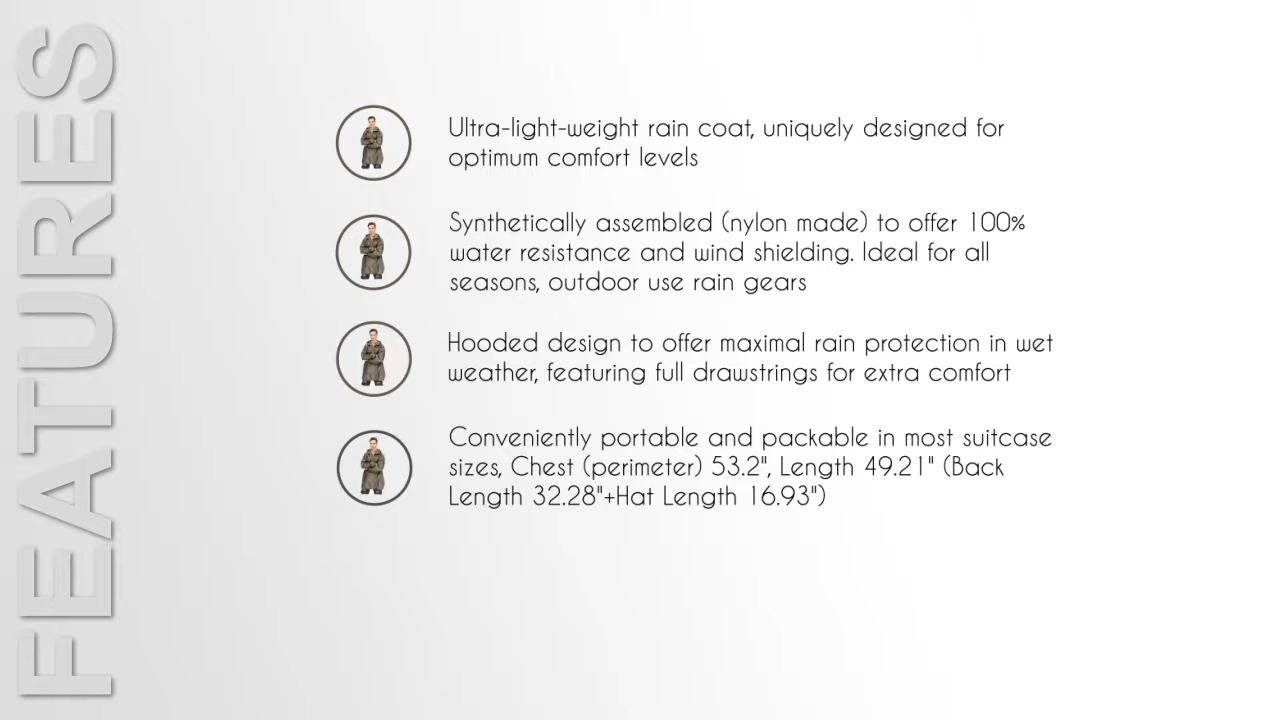 FEATURES
Ultra-light-weight rain coat, uniquely designed for
optimum comfort levels
Synthetically assembled (nylon made) to offer 100%
water resistance and wind shielding. Ideal for all
seasons, outdoor use rain gears
Hooded design to offer maximal rain protection in wet
weather, featuring full drawstrings for extra comfort
Conveniently portable and packable in most suitcase
sizes, Chest (perimeter) 53.2", Length 49.21" (Back
Length 32.28"+Hat Length 16.93")